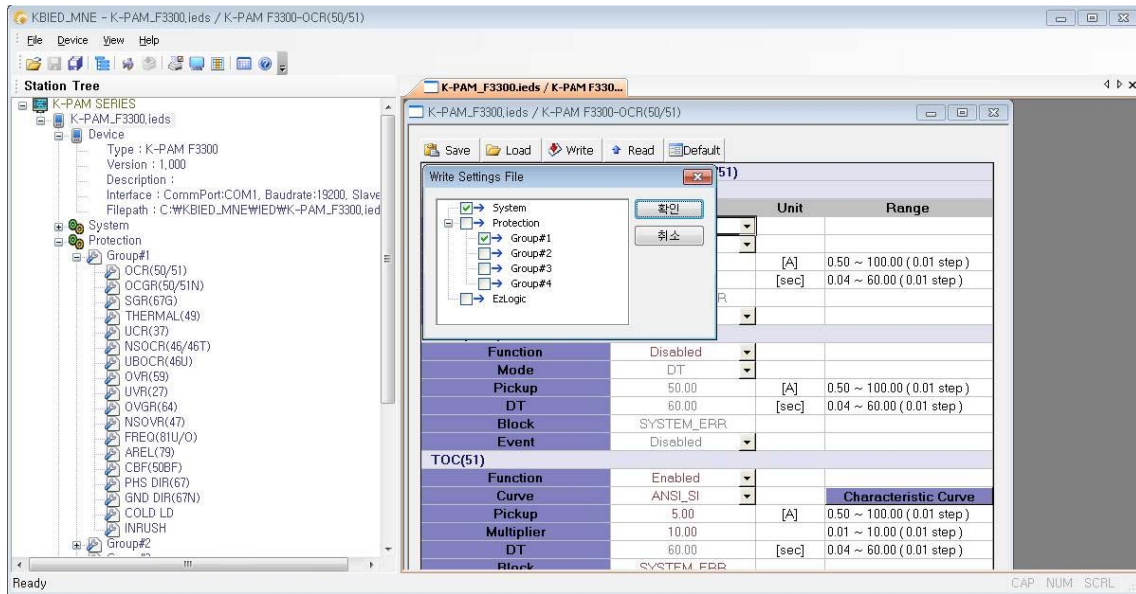 KBIED_MNE - K-PAM_F3300.ieds / K-PAM F3300-OCR(50/51)
File Device View Help
Station Tree
K-PAM SERIES
K-PAM_F3300.ieds
Device
Type : K-PAM F3300
Version : 1,000
Description :
Interface : CommPort:COM1, Baudrate:19200, Slave
Filepath : C:₩KBIED_MNE₩IED₩K-PAM_F3300.ied
System
Protection
Group#1
OCR(50/51)
OCGR(50/51N)
SGR(67G)
THERMAL(49)
UCR(37)
NSOCR(46/46T)
UBOCR(46U)
OVR(59)
UVR(27)
OVGR(64)
NSOVR(47)
FREQ(81U/O)
AREL(79)
CBF(50BF)
PHS DIR(67)
GND DIR(67N)
COLD LD
INRUSH
Group#2
K-PAM_F3300.ieds / K-PAM F330...
K-PAM_F3300.ieds / K-PAM F3300-OCR(50/51)
Save Load Write Read Default
51)
Unit Range
[A] 0.50 ~ 100.00 ( 0.01 step )
[sec] 0.04 ~ 60.00 ( 0.01 step )
R
Write Settings File
System
Protection
Group#1
Group#2
Group#3
Group#4
EzLogic
확인
취소
Function Disabled
Mode DT
Pickup 50.00 [A] 0.50 ~ 100.00 ( 0.01 step )
DT 60.00 [sec] 0.04 ~ 60.00 ( 0.01 step )
Block SYSTEM_ERR
Event Disabled
TOC(51)
Function Enabled
Curve ANSI_SI Characteristic Curve
Pickup 5.00 [A] 0.50 ~ 100.00 ( 0.01 step )
Multiplier 10.00 0.01 ~ 10.00 ( 0.01 step )
DT 60.00 [sec] 0.04 ~ 60.00 ( 0.01 step )
Block SYSTEM_ERR
Ready
CAP NUM SCRL